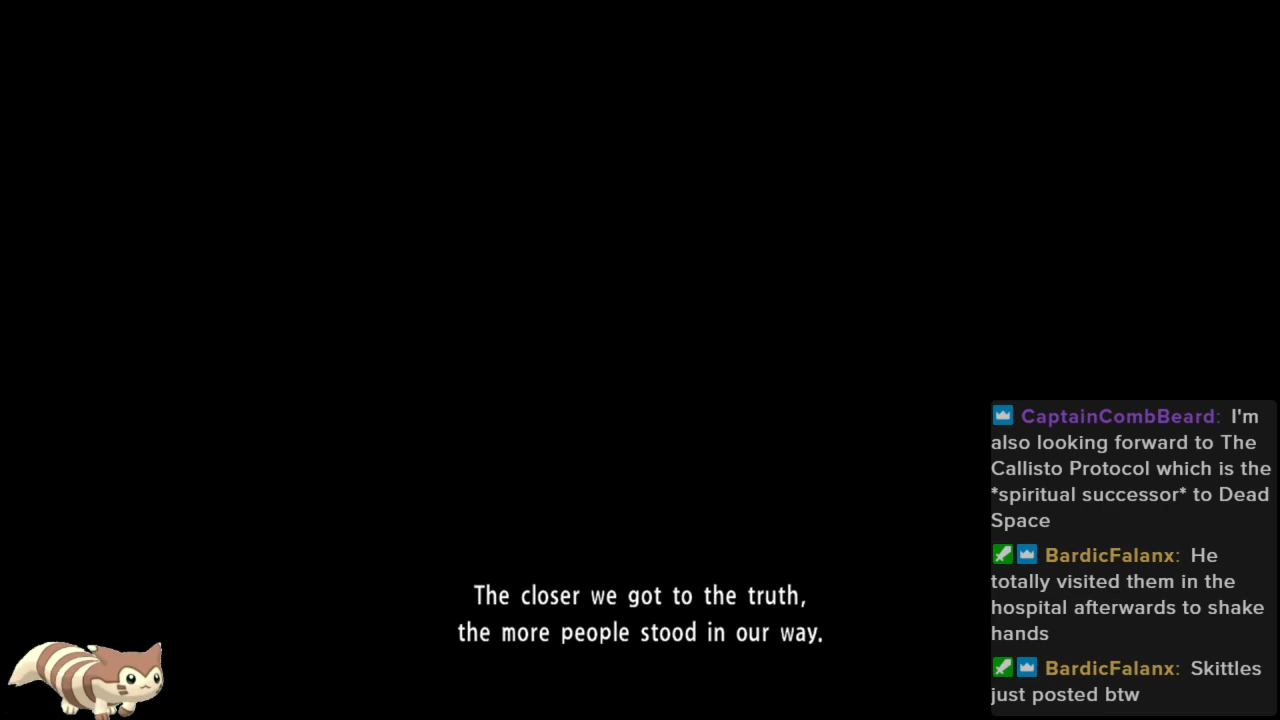 The closer we got to the truth,
the more people stood in our way.
CaptainCombBeard: I'm
also looking forward to The
Callisto Protocol which is the
*spiritual successor* to Dead
Space
BardicFalanx: He
totally visited them in the
hospital afterwards to shake
hands
BardicFalanx: Skittles
just posted btw